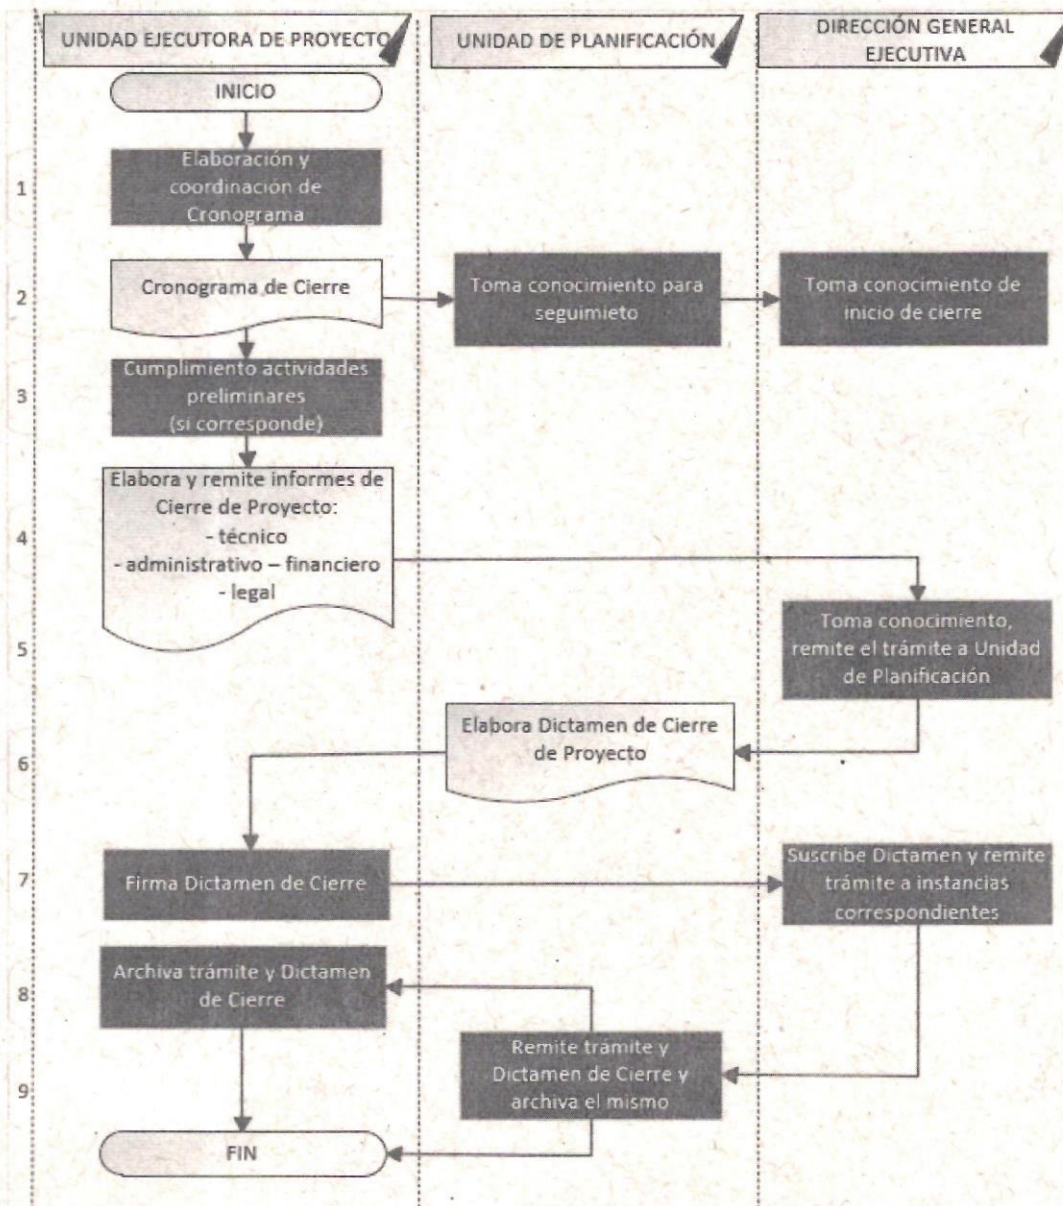 UNIDAD EJECUTORA DE PROYECTO
UNIDAD DE PLANIFICACIÓN
DIRECCIÓN GENERAL
EJECUTIVA
INICIO
1
Elaboración y
coordinación de
Cronograma
2
Cronograma de Cierre
Toma conocimiento para
seguimieto
Toma conocimiento de
inicio de cierre
3
Cumplimiento actividades
preliminares
(si corresponde)
4
Elabora y remite informes de
Cierre de Proyecto:
- técnico
- administrativo – financiero
- legal
5
Toma conocimiento,
remite el trámite a Unidad
de Planificación
6
Elabora Dictamen de Cierre
de Proyecto
7
Firma Dictamen de Cierre
Suscribe Dictamen y remite
trámite a instancias
correspondientes
8
Archiva trámite y Dictamen
de Cierre
9
Remite trámite y
Dictamen de Cierre y
archiva el mismo
FIN